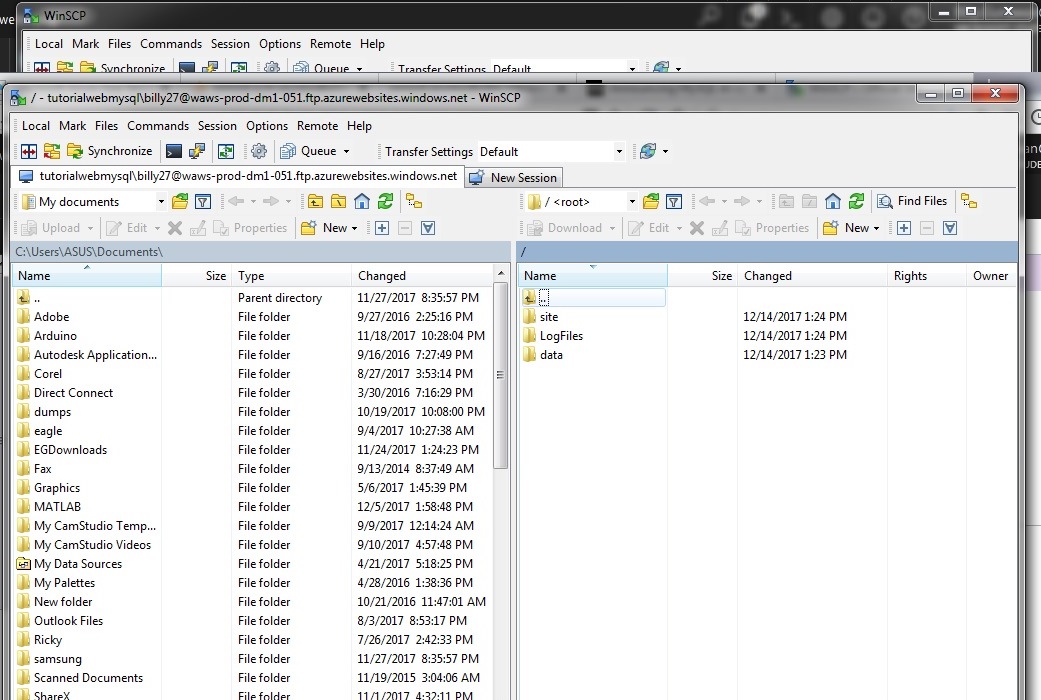 WinSCP
Local Mark Files Commands Session Options Remote Help
Synchronize Queue Transfer Settings Default
/ - tutorialwebmysql\billy27@waws-prod-dm1-051.ftp.azurewebsites.windows.net - WinSCP
Local Mark Files Commands Session Options Remote Help
Synchronize Queue Transfer Settings Default
tutorialwebmysql\billy27@waws-prod-dm1-051.ftp.azurewebsites.windows.net New Session
My documents / <root> Find Files
Upload Edit Properties New Download Edit Properties New
C:\Users\ASUS\Documents\ /
Name Size Type Changed Name Size Changed Rights Owner
.. Parent directory 11/27/2017 8:35:57 PM ..
Adobe File folder 9/27/2016 2:25:16 PM site 12/14/2017 1:24 PM
Arduino File folder 11/18/2017 10:28:04 PM LogFiles 12/14/2017 1:24 PM
Autodesk Application... File folder 9/16/2016 7:27:49 PM data 12/14/2017 1:23 PM
Corel File folder 8/27/2017 3:53:14 PM
Direct Connect File folder 3/30/2016 7:16:29 PM
dumps File folder 10/19/2017 10:08:00 PM
eagle File folder 9/4/2017 10:27:38 AM
EGDownloads File folder 11/24/2017 1:24:23 PM
Fax File folder 9/13/2014 8:37:49 AM
Graphics File folder 5/6/2017 1:45:39 PM
MATLAB File folder 12/5/2017 1:58:48 PM
My CamStudio Temp... File folder 9/9/2017 12:14:24 AM
My CamStudio Videos File folder 9/10/2017 4:57:48 PM
My Data Sources File folder 4/21/2017 5:18:25 PM
My Palettes File folder 4/28/2016 1:38:36 PM
New folder File folder 10/21/2016 11:47:01 AM
Outlook Files File folder 8/3/2017 8:53:17 PM
Ricky File folder 7/26/2017 2:42:33 PM
samsung File folder 11/27/2017 8:35:57 PM
Scanned Documents File folder 11/19/2015 3:04:06 AM
ShareX File folder 11/1/2017 4:32:11 PM